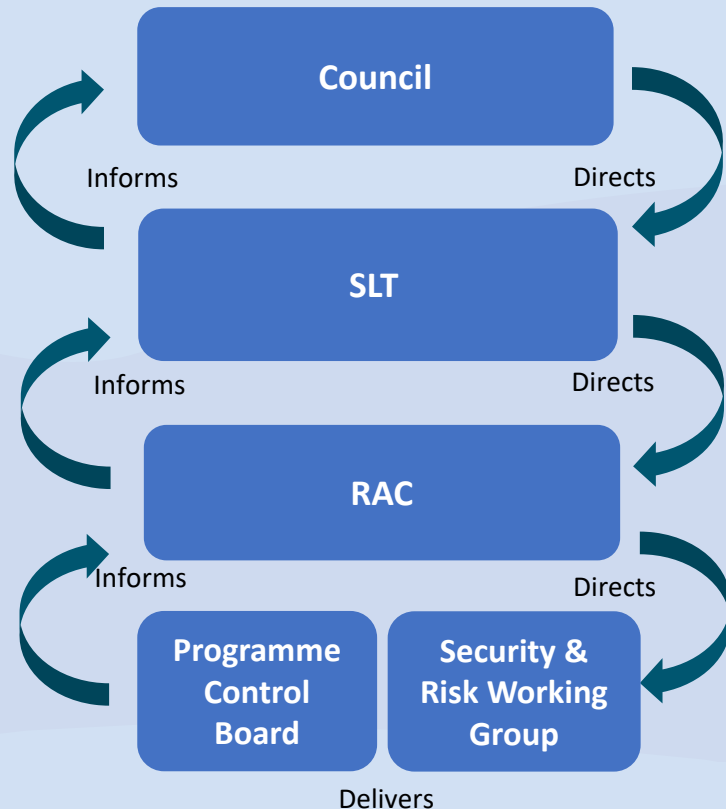 Council
Informs
Directs
SLT
Informs
Directs
RAC
Informs
Directs
Programme
Control
Board
Security &
Risk Working
Group
Delivers